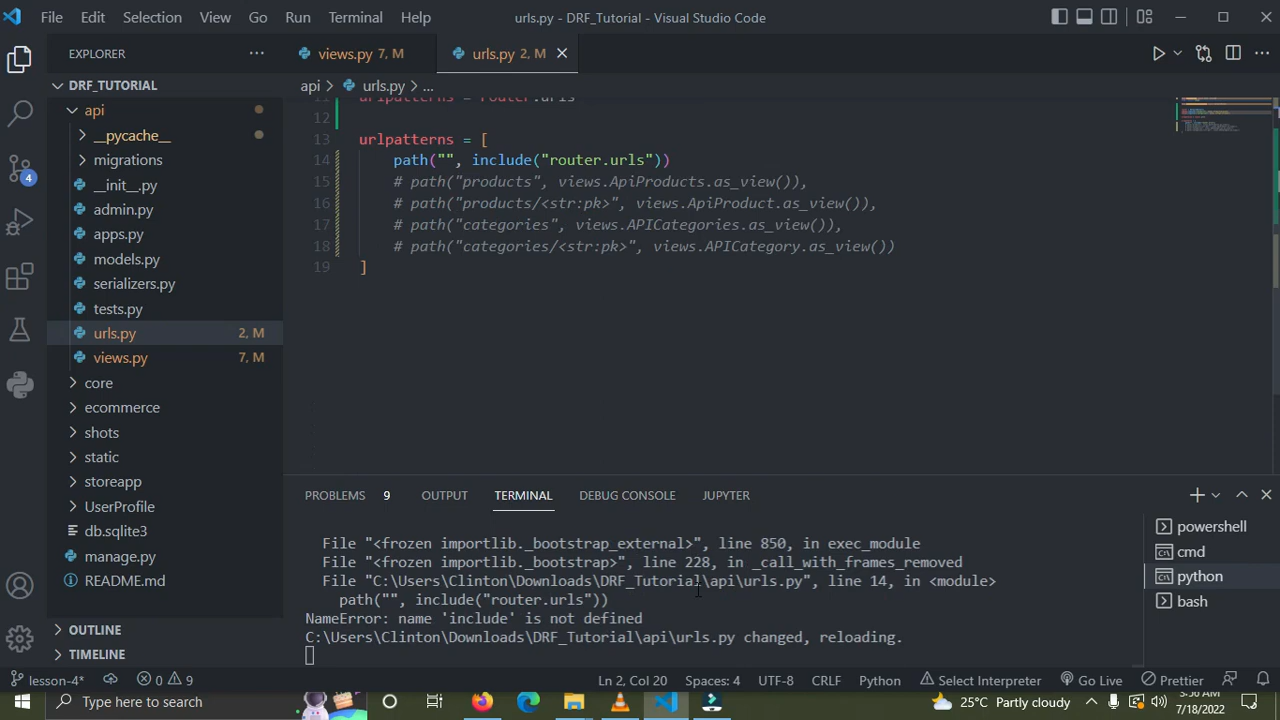 File Edit Selection View Go Run Terminal Help urls.py - DRF_Tutorial - Visual Studio Code
EXPLORER
views.py 7, M urls.py 2, M
DRF_TUTORIAL
api > urls.py > ...
api
__pycache__
migrations
__init__.py
admin.py
apps.py
models.py
serializers.py
tests.py
urls.py 2, M
views.py 7, M
core
ecommerce
shots
static
storeapp
UserProfile
db.sqlite3
manage.py
README.md
OUTLINE
TIMELINE
4
11 urlpatterns = router.urls
12
13 urlpatterns = [
14 path("", include("router.urls"))
15 # path("products", views.ApiProducts.as_view()),
16 # path("products/<str:pk>", views.ApiProduct.as_view()),
17 # path("categories", views.APICategories.as_view()),
18 # path("categories/<str:pk>", views.APICategory.as_view())
19 ]
PROBLEMS 9 OUTPUT TERMINAL DEBUG CONSOLE JUPYTER
File "<frozen importlib._bootstrap_external>", line 850, in exec_module
File "<frozen importlib._bootstrap>", line 228, in _call_with_frames_removed
File "C:\Users\Clinton\Downloads\DRF_Tutorial\api\urls.py", line 14, in <module>
path("", include("router.urls"))
NameError: name 'include' is not defined
C:\Users\Clinton\Downloads\DRF_Tutorial\api\urls.py changed, reloading.
powershell
cmd
python
bash
lesson-4* 0 9 Ln 2, Col 20 Spaces: 4 UTF-8 CRLF Python Select Interpreter Go Live Prettier
Type here to search
25°C Partly cloudy
3:56 AM
7/18/2022